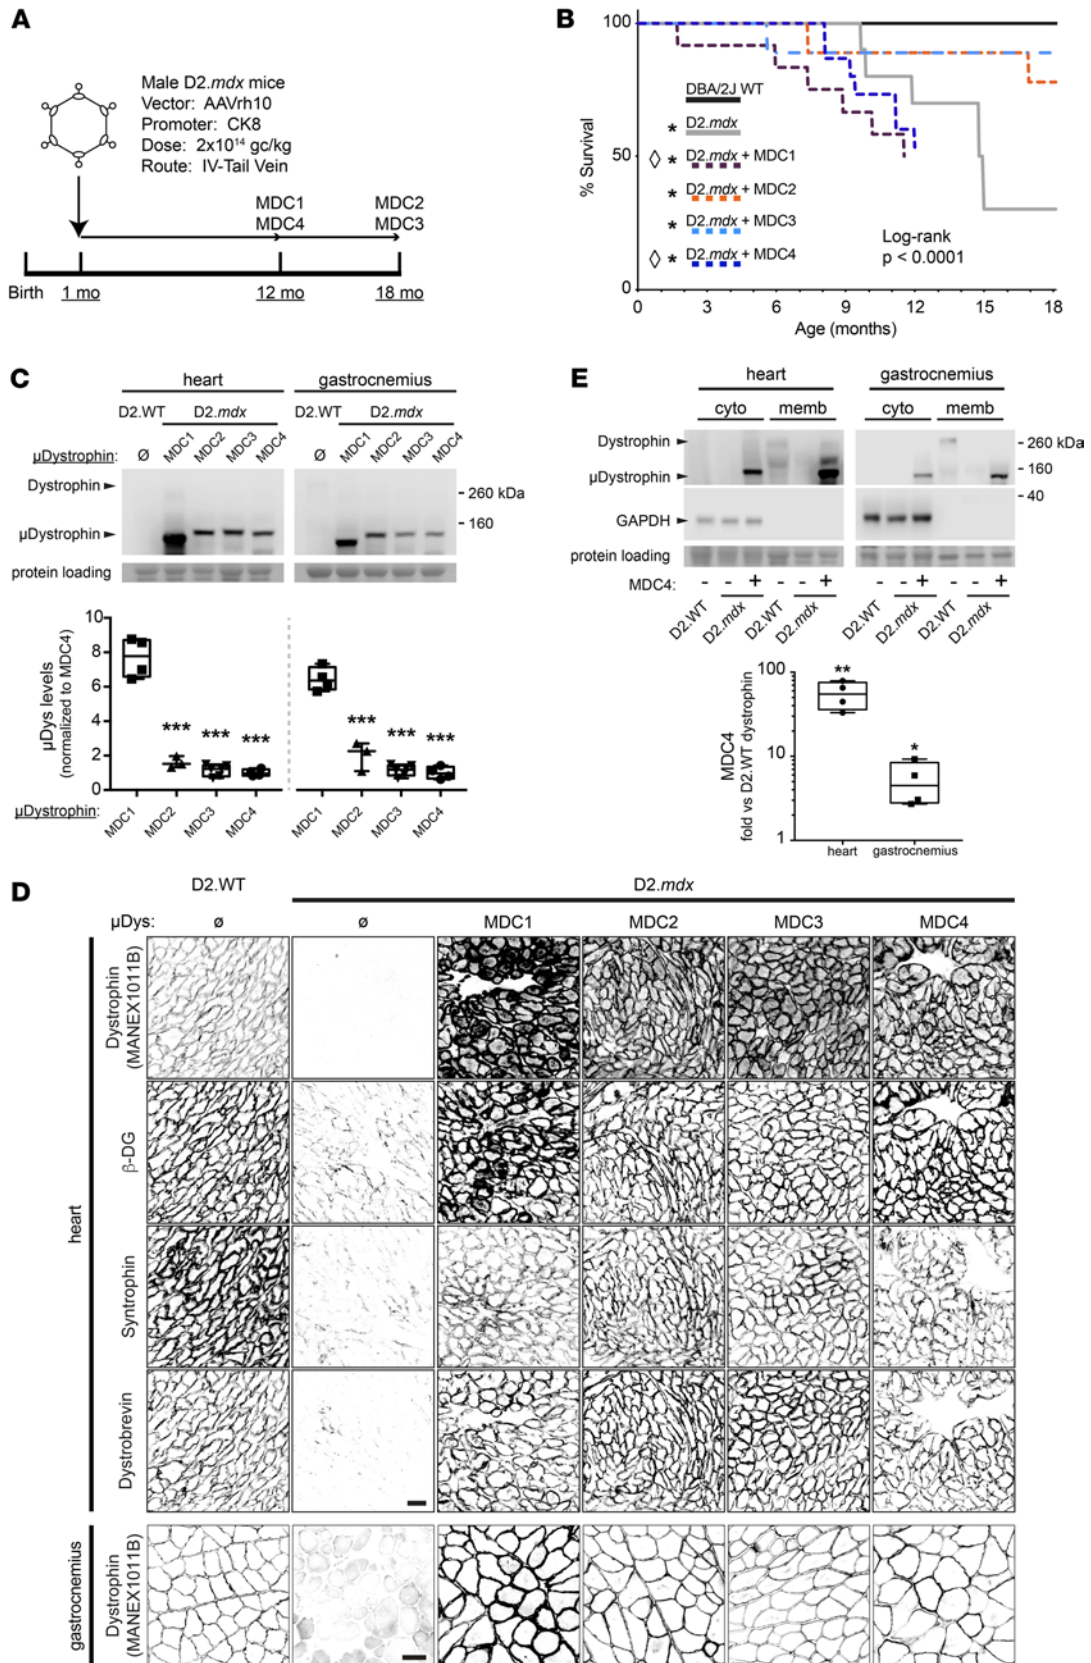 A
Male D2.mdx mice
Vector: AAVrh10
Promoter: CK8
Dose: 2x10¹⁴ gc/kg
Route: IV-Tail Vein
MDC1
MDC4
MDC2
MDC3
Birth
1 mo
12 mo
18 mo
B
% Survival
100
50
0
DBA/2J WT
* D2.mdx
◊ * D2.mdx + MDC1
* D2.mdx + MDC2
* D2.mdx + MDC3
◊ * D2.mdx + MDC4
Log-rank
p < 0.0001
0 3 6 9 12 15 18
Age (months)
C
heart gastrocnemius
D2.WT D2.mdx D2.WT D2.mdx
µDystrophin: Ø MDC1 MDC2 MDC3 MDC4 Ø MDC1 MDC2 MDC3 MDC4
Dystrophin
- 260 kDa
- 160
µDystrophin
protein loading
µDys levels
(normalized to MDC4)
10
8
6
4
2
0
*** *** *** *** *** ***
µDystrophin: MDC1 MDC2 MDC3 MDC4 MDC1 MDC2 MDC3 MDC4
E
heart gastrocnemius
cyto memb cyto memb
Dystrophin
- 260 kDa
µDystrophin
- 160
- 40
GAPDH
protein loading
MDC4: - - + - - + - - + - - +
D2.WT D2.mdx D2.WT D2.mdx D2.WT D2.mdx D2.WT D2.mdx
MDC4
fold vs D2.WT dystrophin
100
10
1
**
*
heart gastrocnemius
D
D2.WT D2.mdx
µDys: ø ø MDC1 MDC2 MDC3 MDC4
heart
Dystrophin
(MANEX1011B)
β-DG
Syntrophin
Dystrobrevin
gastrocnemius
Dystrophin
(MANEX1011B)